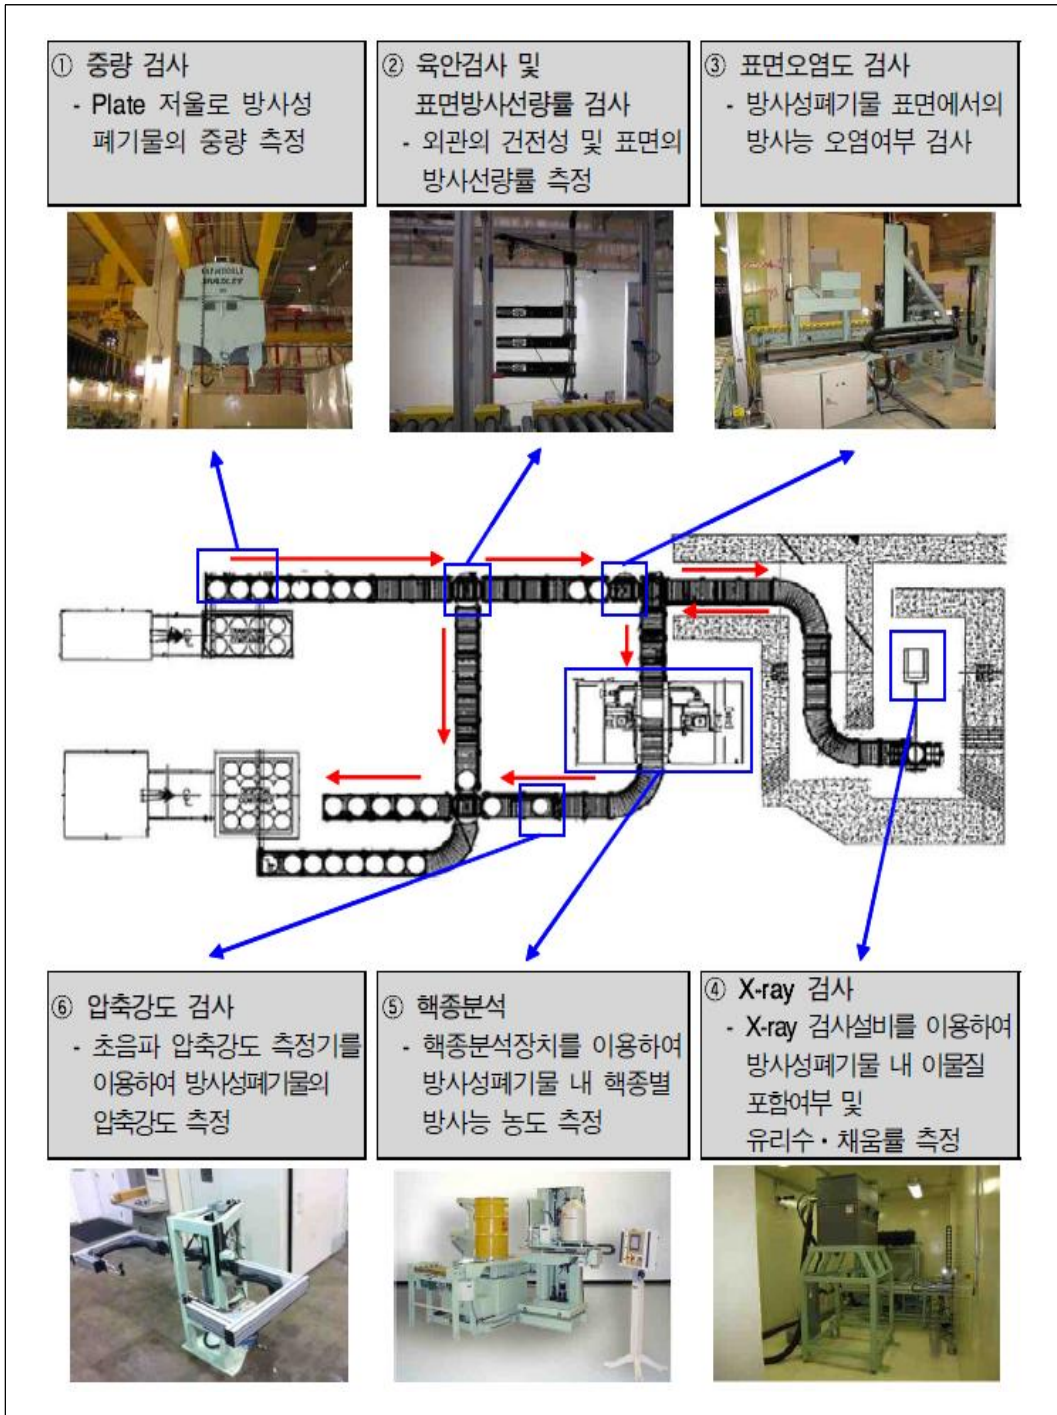 ① 중량 검사
- Plate 저울로 방사성
폐기물의 중량 측정
② 육안검사 및
표면방사선량률 검사
- 외관의 건전성 및 표면의
방사선량률 측정
③ 표면오염도 검사
- 방사성폐기물 표면에서의
방사능 오염여부 검사
⑥ 압축강도 검사
- 초음파 압축강도 측정기를
이용하여 방사성폐기물의
압축강도 측정
⑤ 핵종분석
- 핵종분석장치를 이용하여
방사성폐기물 내 핵종별
방사능 농도 측정
④ X-ray 검사
- X-ray 검사설비를 이용하여
방사성폐기물 내 이물질
포함여부 및
유리수・채움률 측정